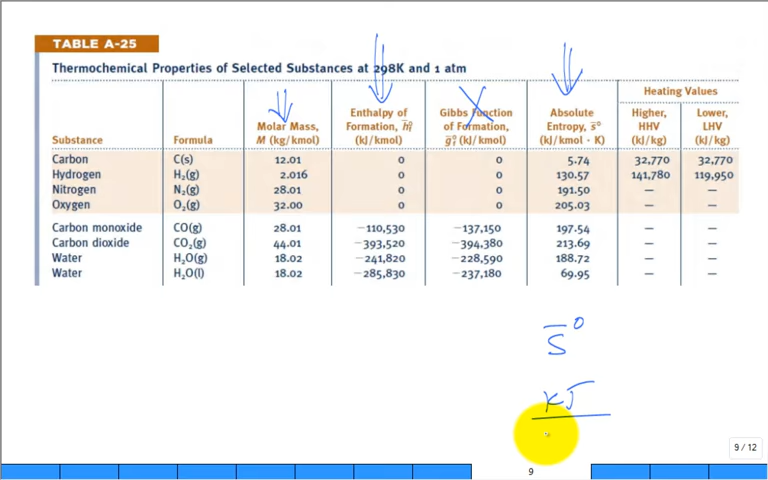 TABLE A-25
Thermochemical Properties of Selected Substances at 298K and 1 atm
Heating Values
Substance Formula Molar Mass, M (kg/kmol) Enthalpy of Formation, h̄°f (kJ/kmol) Gibbs Function of Formation, ḡ°f (kJ/kmol) Absolute Entropy, s̄° (kJ/kmol · K) Higher, HHV (kJ/kg) Lower, LHV (kJ/kg)
Carbon C(s) 12.01 0 0 5.74 32,770 32,770
Hydrogen H₂(g) 2.016 0 0 130.57 141,780 119,950
Nitrogen N₂(g) 28.01 0 0 191.50 — —
Oxygen O₂(g) 32.00 0 0 205.03 — —
Carbon monoxide CO(g) 28.01 −110,530 −137,150 197.54 — —
Carbon dioxide CO₂(g) 44.01 −393,520 −394,380 213.69 — —
Water H₂O(g) 18.02 −241,820 −228,590 188.72 — —
Water H₂O(l) 18.02 −285,830 −237,180 69.95 — —
s̄°
kJ
9 / 12
9